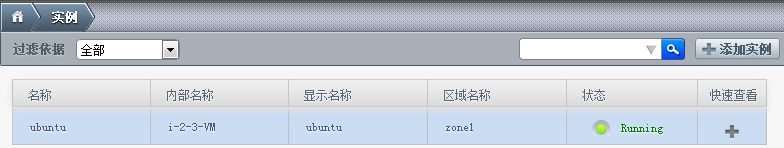 实例
过滤依据 全部 添加实例
名称 内部名称 显示名称 区域名称 状态 快速查看
ubuntu i-2-3-VM ubuntu zone1 Running